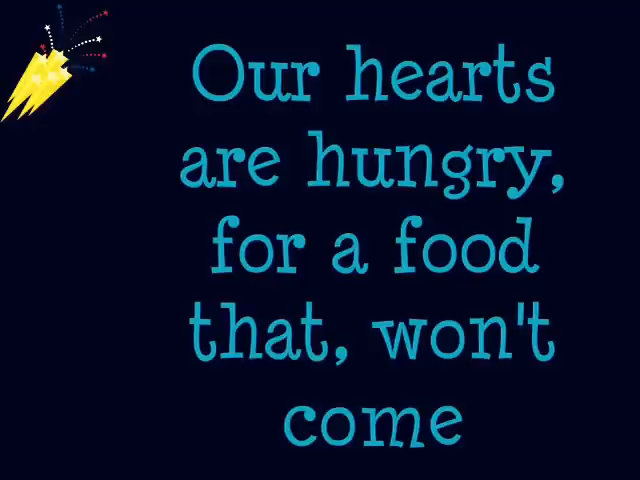 Our hearts
are hungry,
for a food
that, won't
come